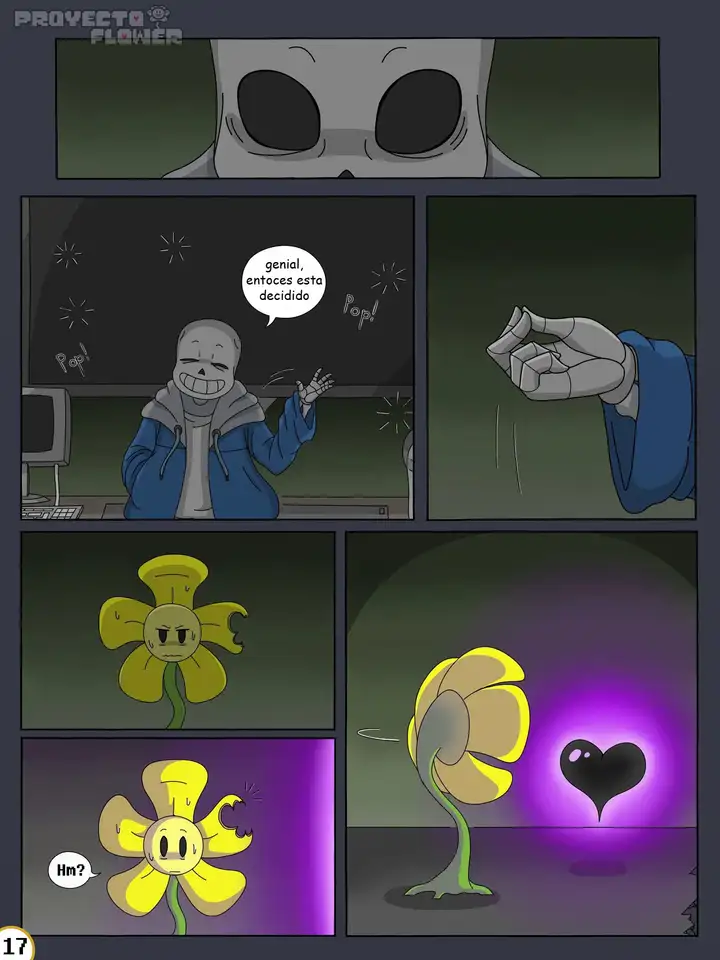 PROYECTO
FLOWER
genial,
entoces esta
decidido
Pop!
Pop!
Hm?
17